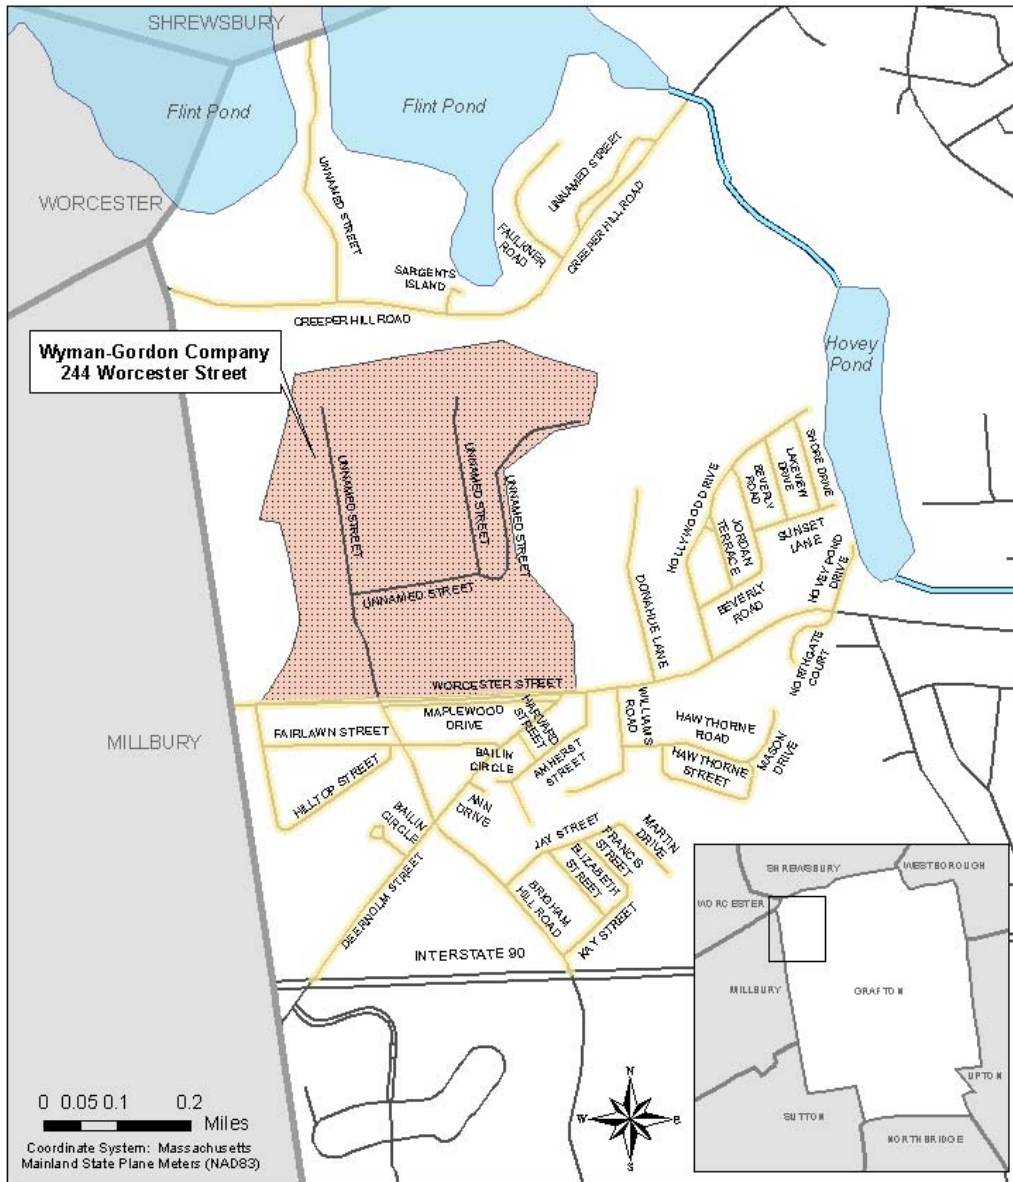 SHREWSBURY
Flint Pond
Flint Pond
UNNAMED STREET
UNNAMED STREET
WORCESTER
FAULKNER
ROAD
CREEPER HILL ROAD
SARGENTS
ISLAND
CREEPER HILL ROAD
Wyman-Gordon Company
244 Worcester Street
Hovey
Pond
UNNAMED STREET
UNNAMED STREET
UNNAMED STREET
UNNAMED STREET
HOLLYWOOD DRIVE
BEVERLY
ROAD
LAKEVIEW
DRIVE
SHORE DRIVE
JORDAN
TERRACE
SUNSET
LANE
BEVERLY
ROAD
HOVEY POND
DRIVE
DONAHUE LANE
NORTHGATE
COURT
WORCESTER STREET
MAPLEWOOD
DRIVE
HARVARD
STREET
WILLIAMS
ROAD
HAWTHORNE
ROAD
HAWTHORNE
STREET
MASON
DRIVE
MILLBURY
FAIRLAWN STREET
BAILIN
CIRCLE
AMHERST
STREET
HILLTOP STREET
BAILIN
CIRCLE
ANN
DRIVE
JAY STREET
FRANCIS
STREET
MARTIN
DRIVE
ELIZABETH
STREET
BRIGHAM
HILL ROAD
KAY STREET
DEERNOLM STREET
INTERSTATE 90
SHREWSBURY
WESTBOROUGH
WORCESTER
MILLBURY
GRAFTON
UPTON
SUTTON
NORTHBRIDGE
N
W
E
S
0 0.05 0.1 0.2
Miles
Coordinate System: Massachusetts
Mainland State Plane Meters (NAD83)